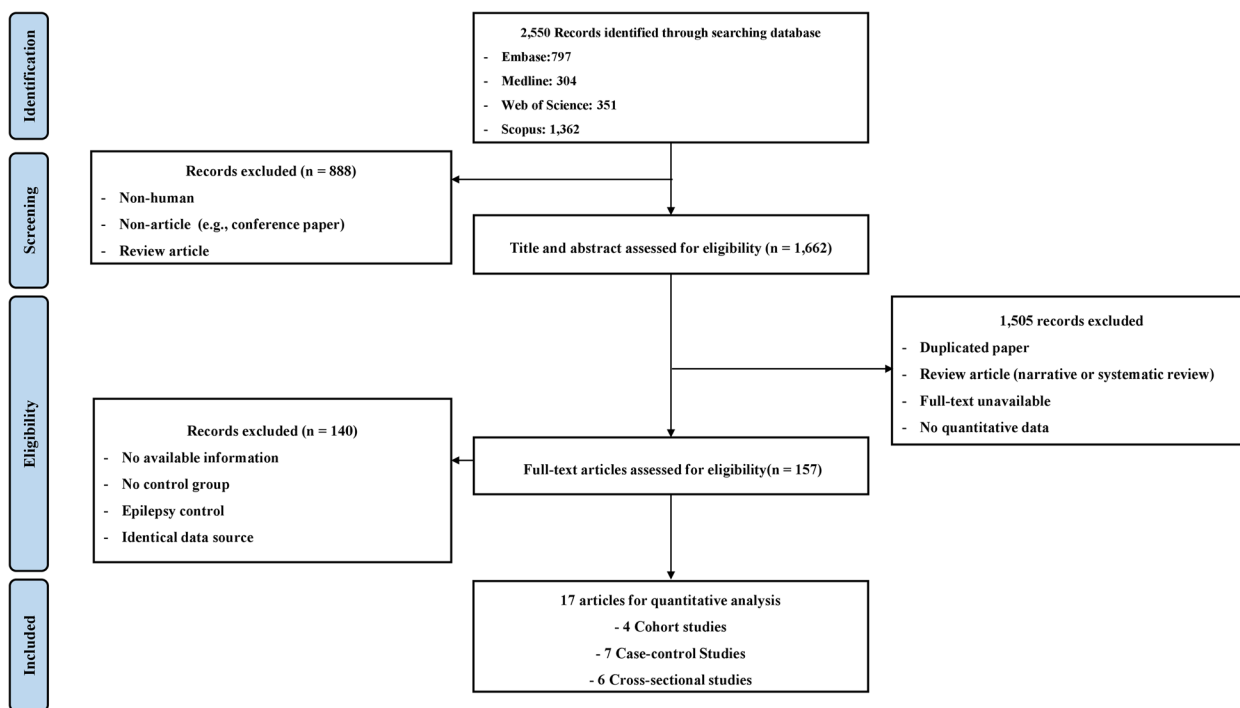 Identification
2,550 Records identified through searching database
- Embase:797
- Medline: 304
- Web of Science: 351
- Scopus: 1,362
Screening
Records excluded (n = 888)
- Non-human
- Non-article (e.g., conference paper)
- Review article
Title and abstract assessed for eligibility (n = 1,662)
Eligibility
1,505 records excluded
- Duplicated paper
- Review article (narrative or systematic review)
- Full-text unavailable
- No quantitative data
Records excluded (n = 140)
- No available information
- No control group
- Epilepsy control
- Identical data source
Full-text articles assessed for eligibility(n = 157)
Included
17 articles for quantitative analysis
- 4 Cohort studies
- 7 Case-control Studies
- 6 Cross-sectional studies